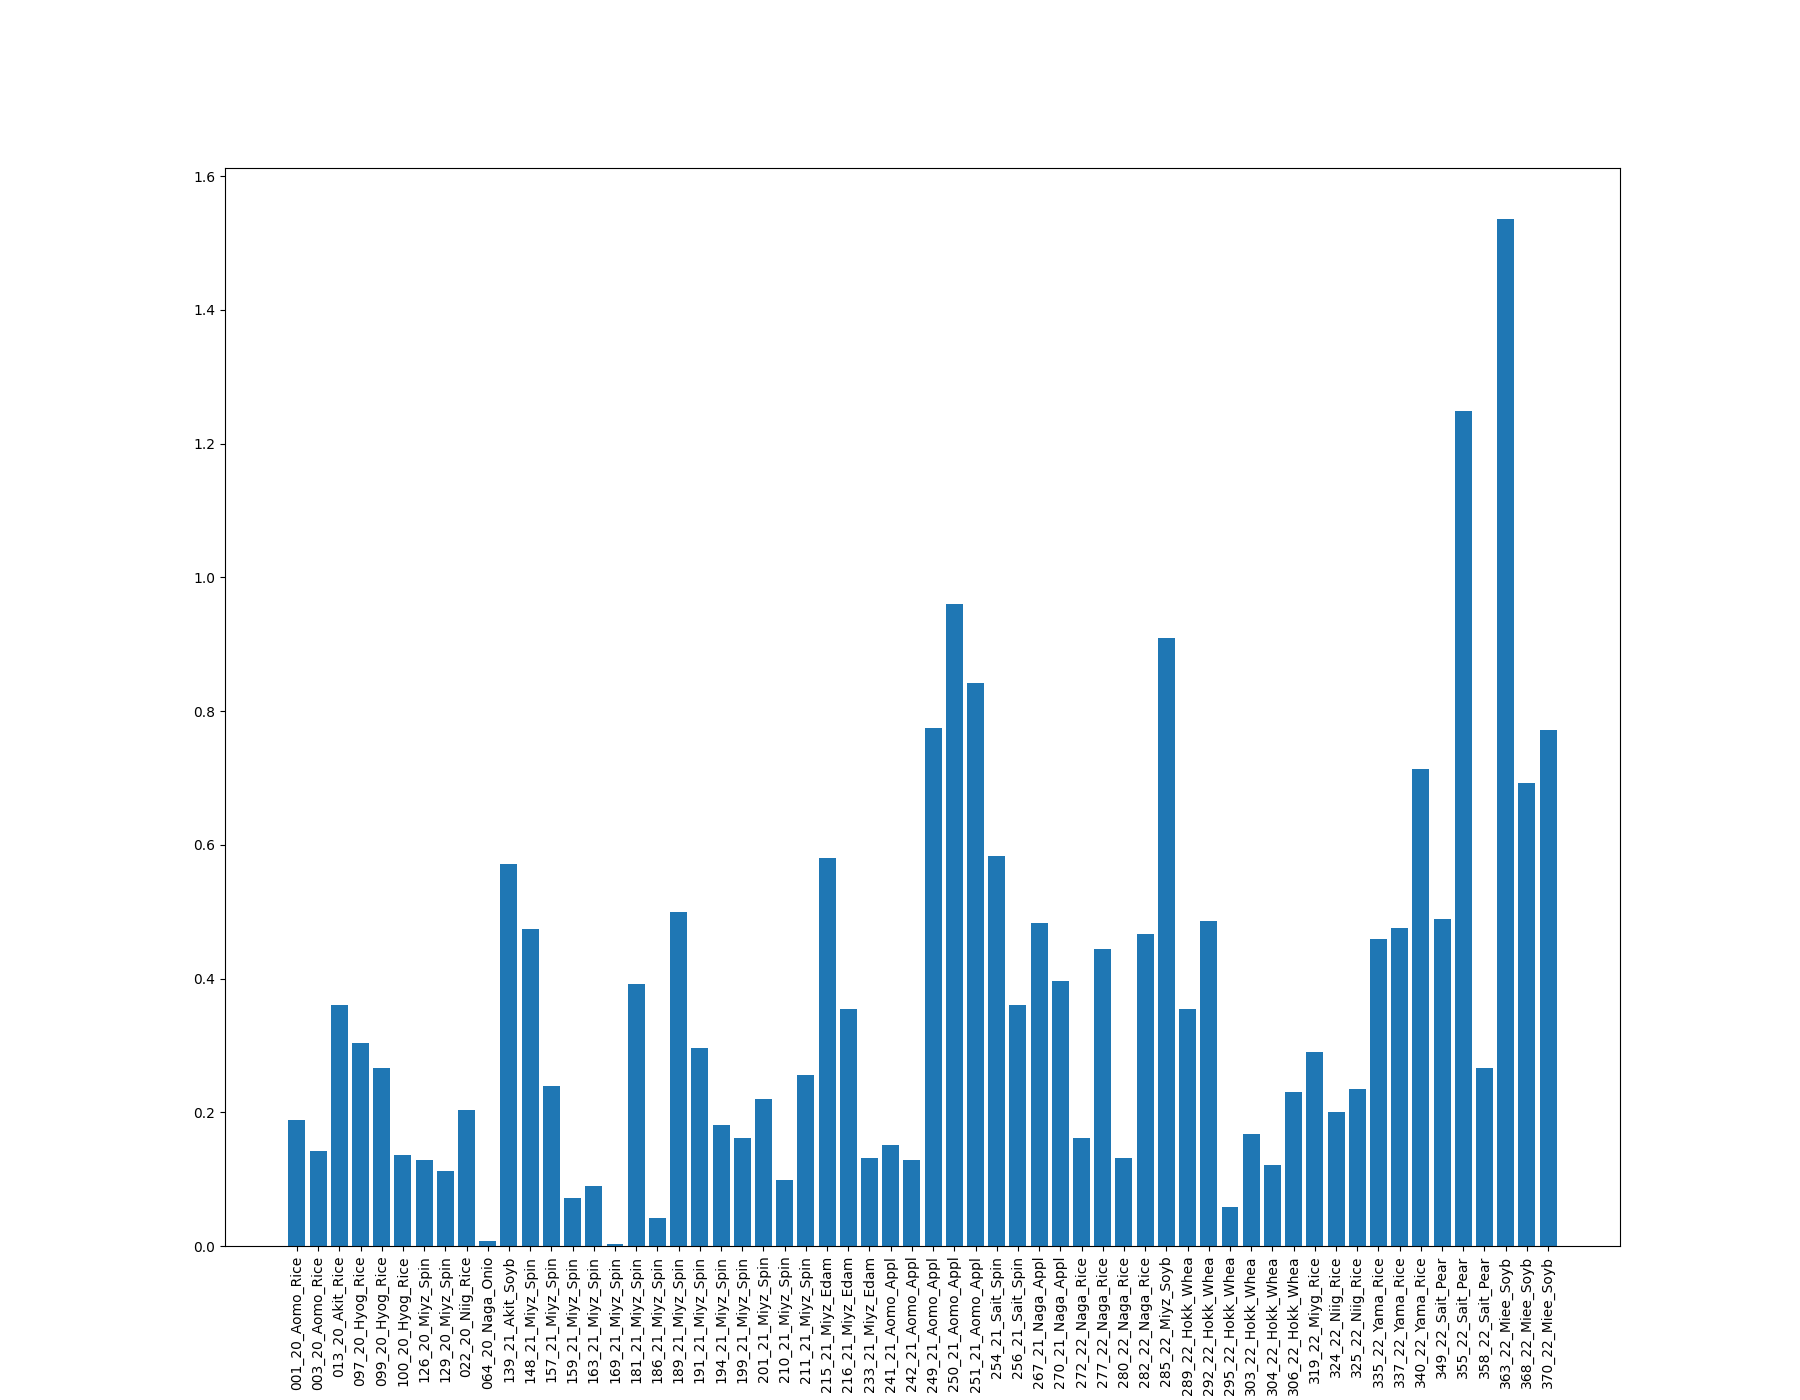 1.6
1.4
1.2
1.0
0.8
0.6
0.4
0.2
0.0
001_20_Aomo_Rice
003_20_Aomo_Rice
013_20_Akit_Rice
097_20_Hyog_Rice
099_20_Hyog_Rice
100_20_Hyog_Rice
126_20_Miyz_Spin
129_20_Miyz_Spin
022_20_Niig_Rice
064_20_Naga_Onio
139_21_Akit_Soyb
148_21_Miyz_Spin
157_21_Miyz_Spin
159_21_Miyz_Spin
163_21_Miyz_Spin
169_21_Miyz_Spin
181_21_Miyz_Spin
186_21_Miyz_Spin
189_21_Miyz_Spin
191_21_Miyz_Spin
194_21_Miyz_Spin
199_21_Miyz_Spin
201_21_Miyz_Spin
210_21_Miyz_Spin
211_21_Miyz_Spin
215_21_Miyz_Edam
216_21_Miyz_Edam
233_21_Miyz_Edam
241_21_Aomo_Appl
242_21_Aomo_Appl
249_21_Aomo_Appl
250_21_Aomo_Appl
251_21_Aomo_Appl
254_21_Sait_Spin
256_21_Sait_Spin
267_21_Naga_Appl
270_21_Naga_Appl
272_22_Naga_Rice
277_22_Naga_Rice
280_22_Naga_Rice
282_22_Naga_Rice
285_22_Miyz_Soyb
289_22_Hokk_Whea
292_22_Hokk_Whea
295_22_Hokk_Whea
303_22_Hokk_Whea
304_22_Hokk_Whea
306_22_Hokk_Whea
319_22_Miyg_Rice
324_22_Niig_Rice
325_22_Niig_Rice
335_22_Yama_Rice
337_22_Yama_Rice
340_22_Yama_Rice
349_22_Sait_Pear
355_22_Sait_Pear
358_22_Sait_Pear
363_22_Miee_Soyb
368_22_Miee_Soyb
370_22_Miee_Soyb